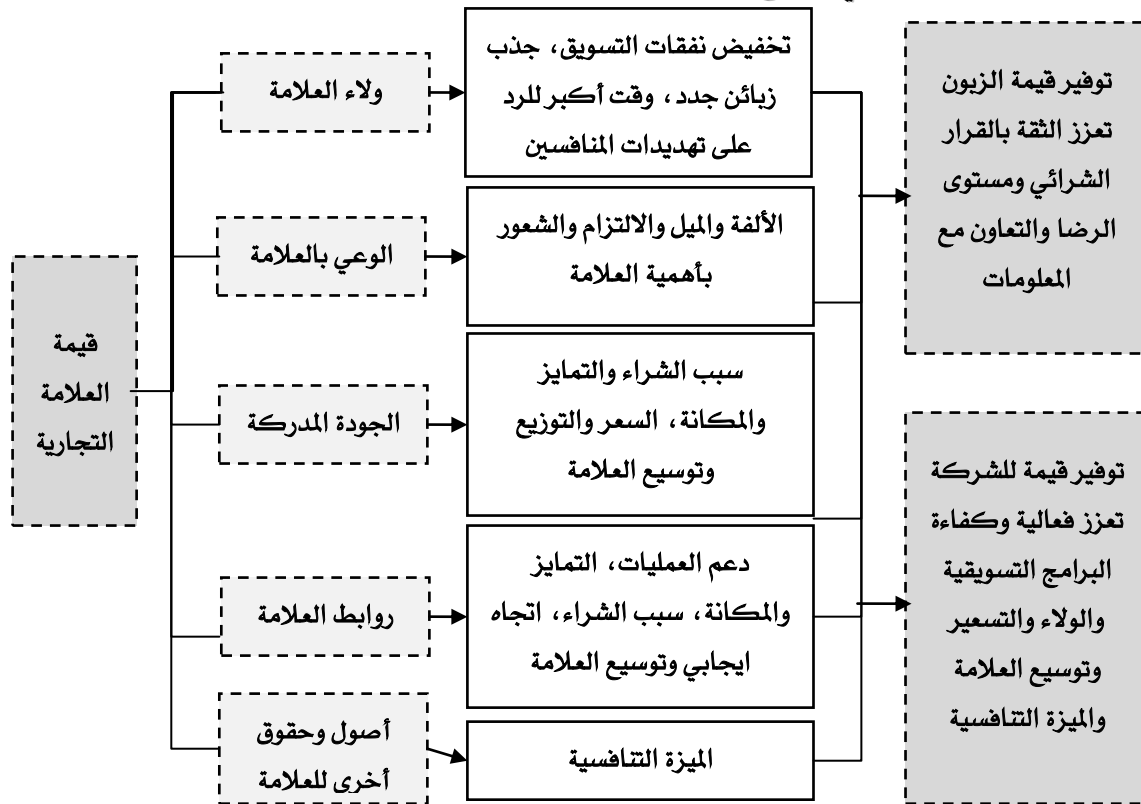 قيمة
العلامة
التجارية
ولاء العلامة
تخفيض نفقات التسويق، جذب
زبائن جدد، وقت أكبر للرد
على تهديدات المنافسين
الوعي بالعلامة
الألفة والميل والالتزام والشعور
بأهمية العلامة
الجودة المدركة
سبب الشراء والتمايز
والمكانة، السعر والتوزيع
وتوسيع العلامة
روابط العلامة
دعم العمليات، التمايز
والمكانة، سبب الشراء، اتجاه
ايجابي وتوسيع العلامة
أصول وحقوق
أخرى للعلامة
الميزة التنافسية
توفير قيمة الزبون
تعزز الثقة بالقرار
الشرائي ومستوى
الرضا والتعاون مع
المعلومات
توفير قيمة للشركة
تعزز فعالية وكفاءة
البرامج التسويقية
والولاء والتسعير
وتوسيع العلامة
والميزة التنافسية